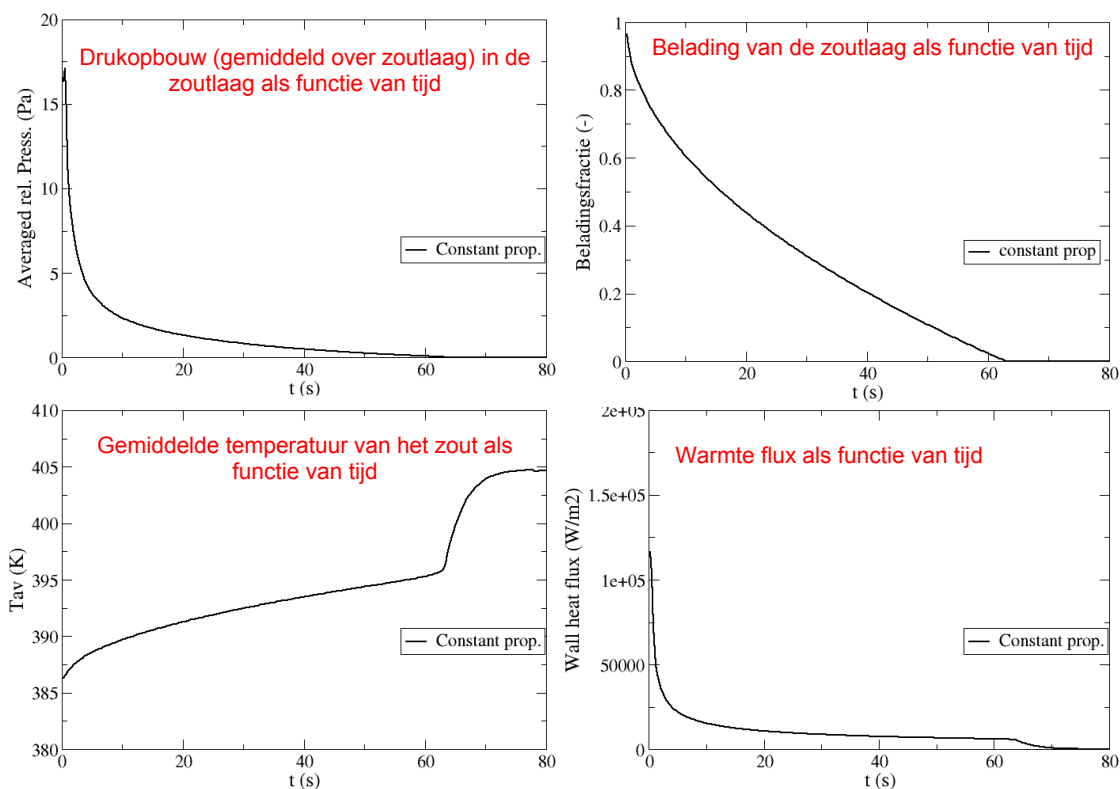 Drukopbouw (gemiddeld over zoutlaag) in de
zoutlaag als functie van tijd
Averaged rel. Press. (Pa)
20
15
10
5
0
Constant prop.
0 20 40 60 80
t (s)
Belading van de zoutlaag als functie van tijd
Beladingsfractie (-)
1
0.8
0.6
0.4
0.2
0
constant prop
0 20 40 60 80
t (s)
Gemiddelde temperatuur van het zout als
functie van tijd
Tav (K)
410
405
400
395
390
385
380
Constant prop.
0 20 40 60 80
t (s)
Warmte flux als functie van tijd
Wall heat flux (W/m2)
2e+05
1.5e+05
1e+05
50000
0
Constant prop.
0 20 40 60 80
t (s)